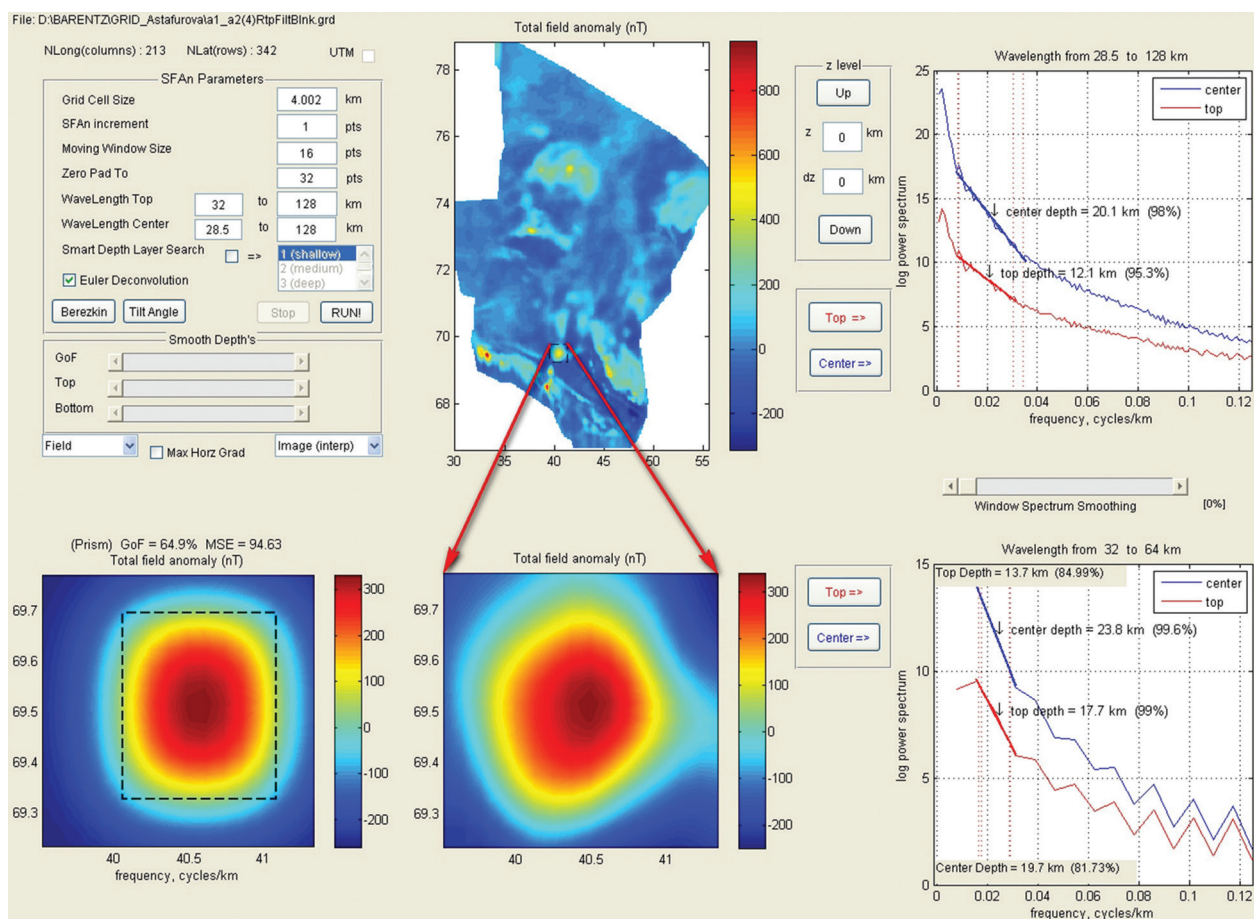 File: D:\BARENTZ\GRID_Astafurova\a1_a2(4)RtpFiltBlnk.grd
NLong(columns) : 213 NLat(rows) : 342 UTM
SFAn Parameters
Grid Cell Size 4.002 km
SFAn increment 1 pts
Moving Window Size 16 pts
Zero Pad To 32 pts
WaveLength Top 32 to 128 km
WaveLength Center 28.5 to 128 km
Smart Depth Layer Search => 1 (shallow)
2 (medium)
3 (deep)
Euler Deconvolution
Berezkin Tilt Angle Stop RUN!
Smooth Depth's
GoF
Top
Bottom
Field Max Horz Grad Image (interp)
Total field anomaly (nT)
78
76
74
72
70
68
30 35 40 45 50 55
800
600
400
200
0
-200
z level
Up
z 0 km
dz 0 km
Down
Top =>
Center =>
Wavelength from 28.5 to 128 km
center
top
log power spectrum
25
20
15
10
5
0
↓ center depth = 20.1 km (98%)
↓ top depth = 12.1 km (95.3%)
0 0.02 0.04 0.06 0.08 0.1 0.12
frequency, cycles/km
Window Spectrum Smoothing [0%]
(Prism) GoF = 64.9% MSE = 94.63
Total field anomaly (nT)
69.7
69.6
69.5
69.4
69.3
40 40.5 41
frequency, cycles/km
300
200
100
0
-100
-200
Total field anomaly (nT)
69.7
69.6
69.5
69.4
69.3
40 40.5 41
300
200
100
0
-100
-200
Top =>
Center =>
Wavelength from 32 to 64 km
Top Depth = 13.7 km (84.99%)
center
top
log power spectrum
15
10
5
0
↓ center depth = 23.8 km (99.6%)
↓ top depth = 17.7 km (99%)
Center Depth = 19.7 km (81.73%)
0 0.02 0.04 0.06 0.08 0.1 0.12
frequency, cycles/km